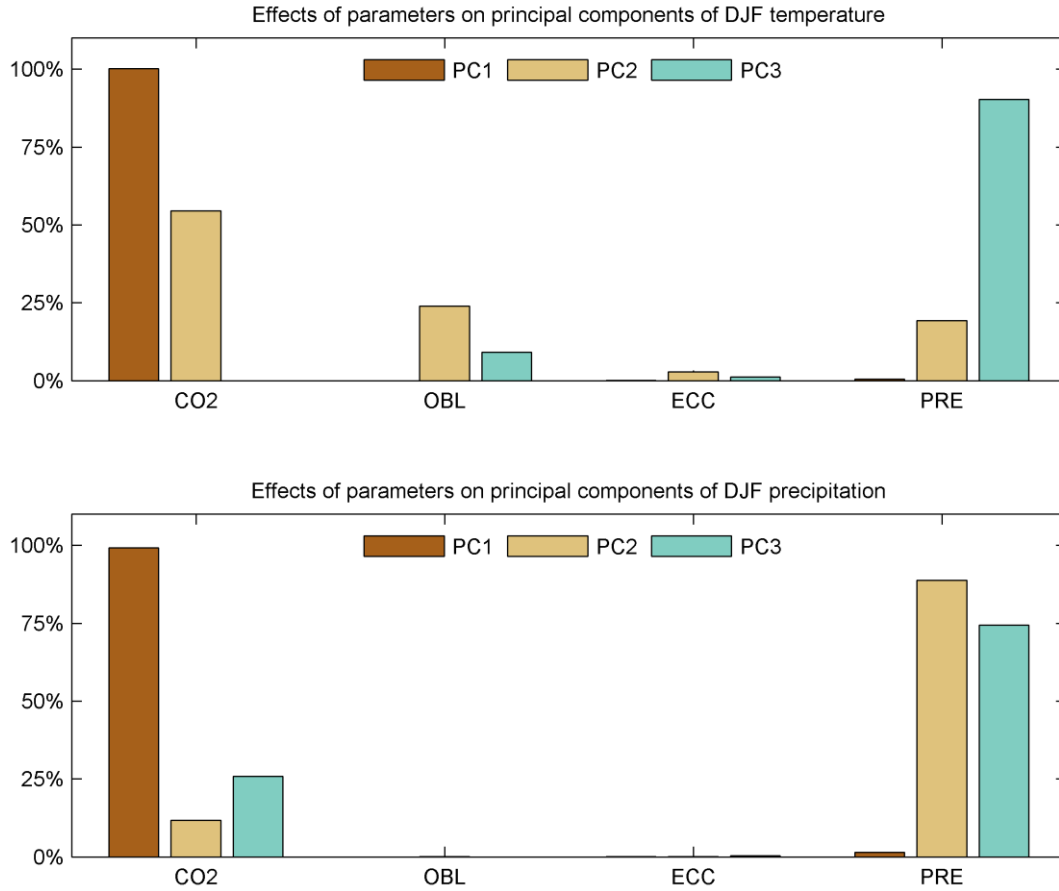 Effects of parameters on principal components of DJF temperature
100%
PC1 PC2 PC3
75%
50%
25%
0%
CO2 OBL ECC PRE
Effects of parameters on principal components of DJF precipitation
100%
PC1 PC2 PC3
75%
50%
25%
0%
CO2 OBL ECC PRE